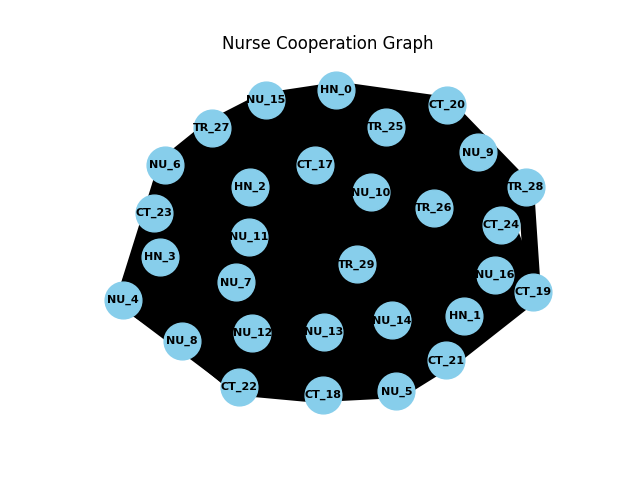 Nurse Cooperation Graph
HN_0
NU_15
CT_20
TR_27
TR_25
NU_9
NU_6
CT_17
HN_2
NU_10
TR_28
CT_23
TR_26
CT_24
NU_11
HN_3
TR_29
NU_7
NU_16
NU_4
CT_19
HN_1
NU_14
NU_12
NU_13
NU_8
CT_21
CT_22
NU_5
CT_18